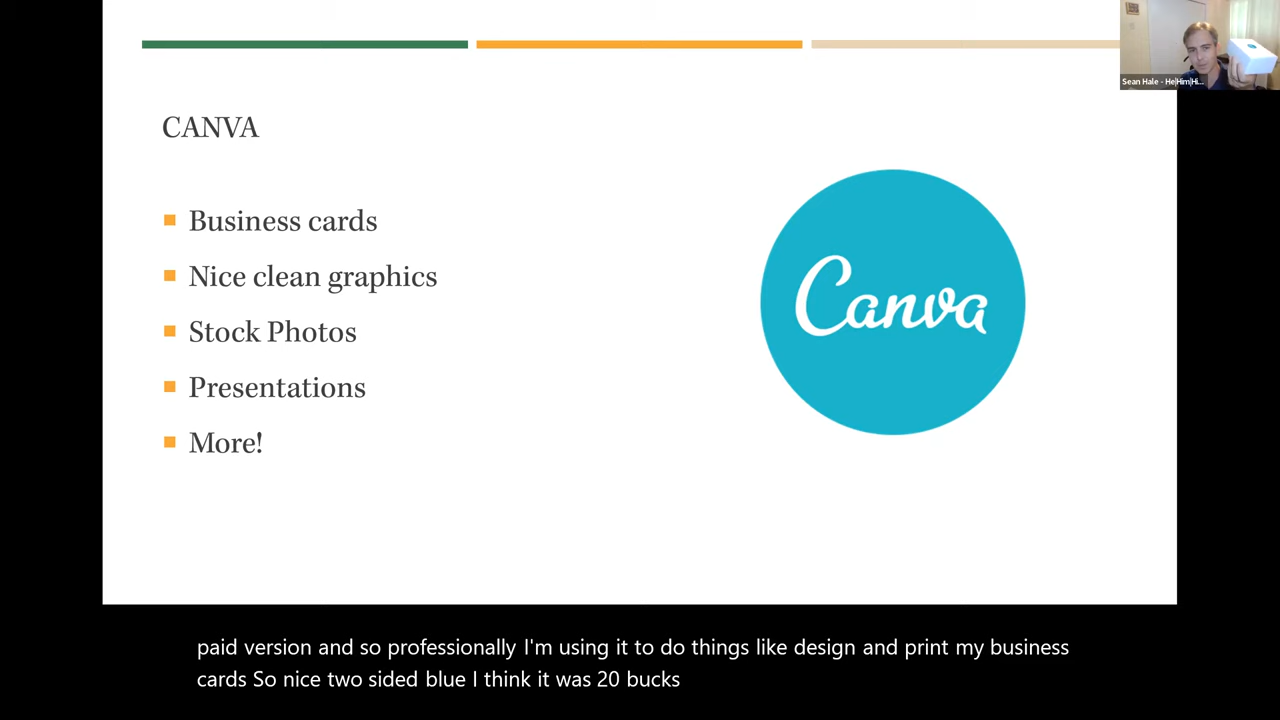 Sean Hale - He|Him|Hi...
CANVA
Business cards
Nice clean graphics
Stock Photos
Presentations
More!
Canva
paid version and so professionally I'm using it to do things like design and print my business
cards So nice two sided blue I think it was 20 bucks